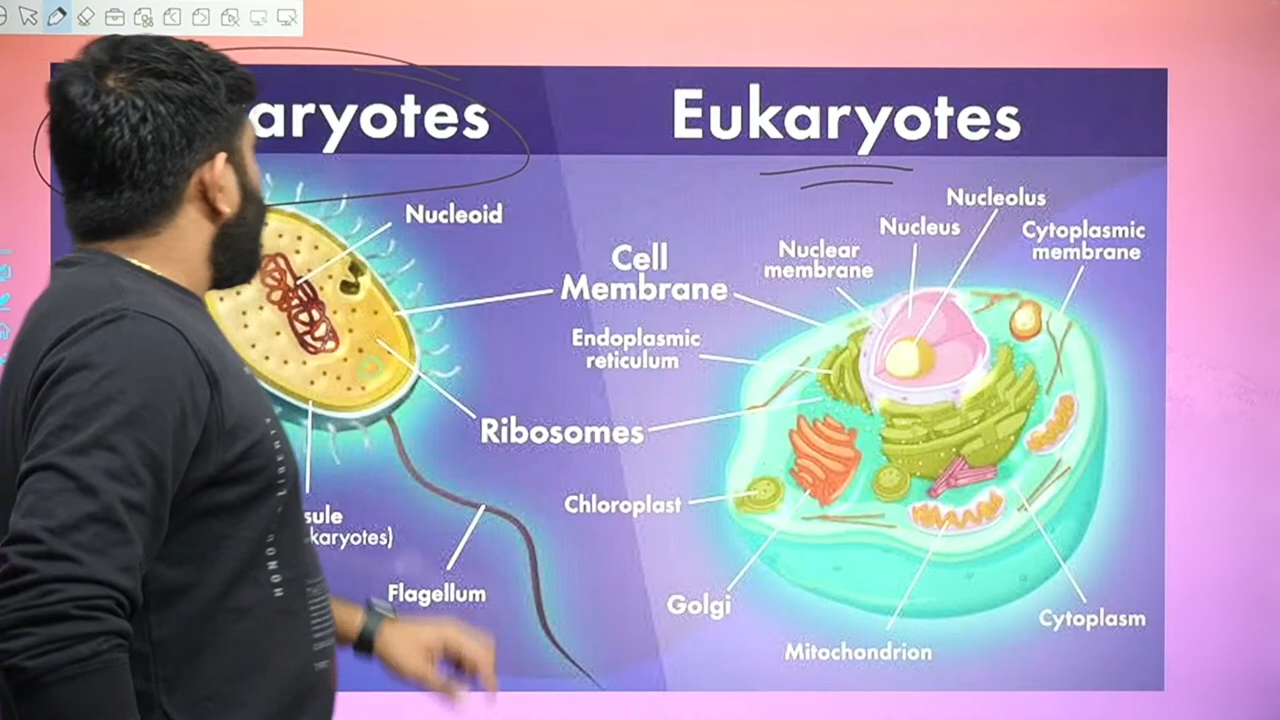 aryotes
Eukaryotes
Nucleoid
Cell
Membrane
Nucleolus
Nucleus
Nuclear
membrane
Cytoplasmic
membrane
Endoplasmic
reticulum
Ribosomes
Chloroplast
sule
karyotes)
Flagellum
Golgi
Mitochondrion
Cytoplasm